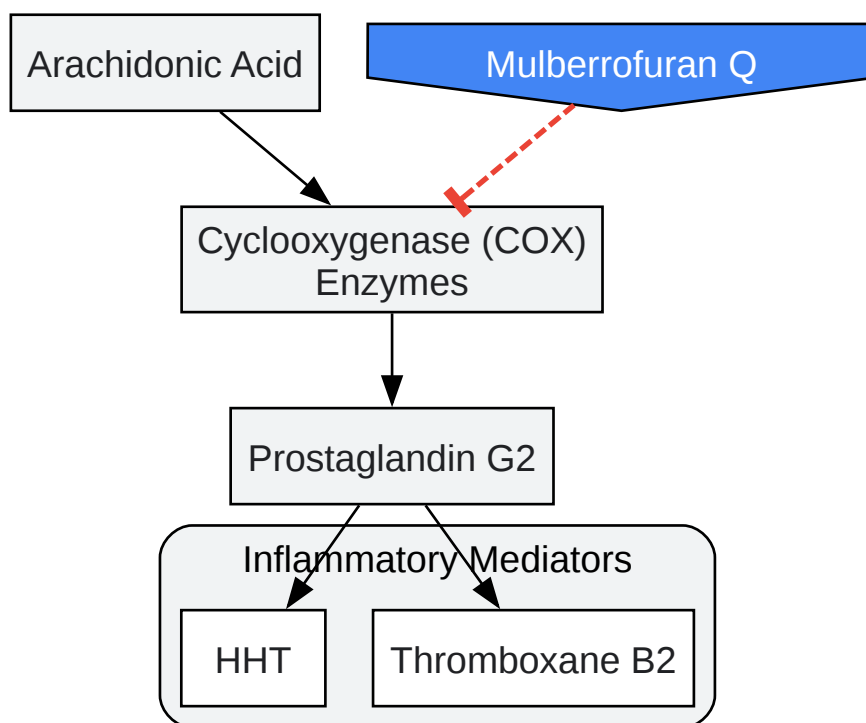 Arachidonic Acid
Mulberrofuran Q
Cyclooxygenase (COX)
Enzymes
Prostaglandin G2
Inflammatory Mediators
HHT
Thromboxane B2